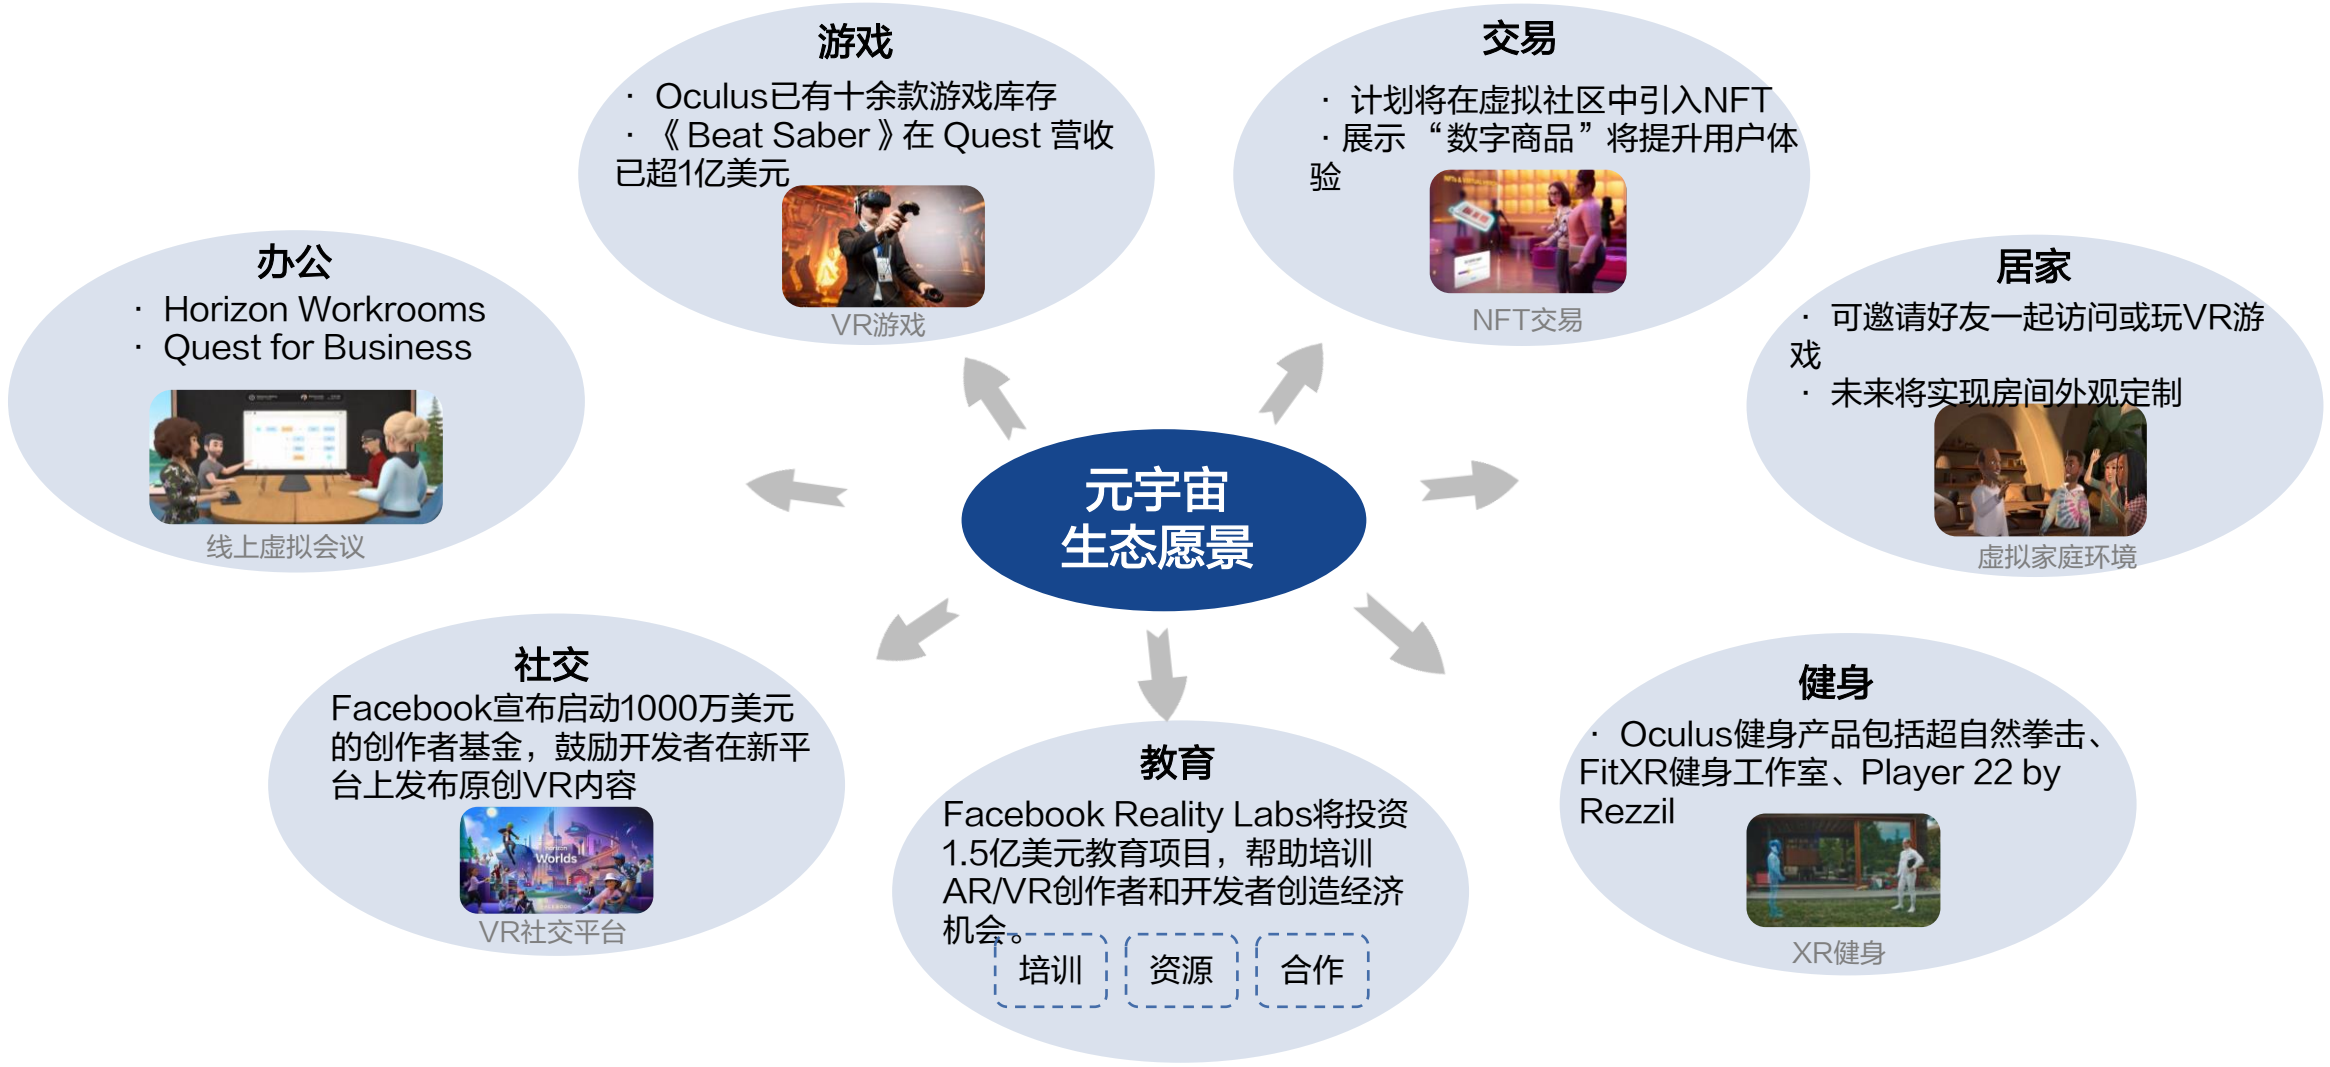 游戏
· Oculus已有十余款游戏库存
· 《Beat Saber》在 Quest 营收
已超1亿美元
VR游戏
交易
· 计划将在虚拟社区中引入NFT
· 展示 “数字商品”将提升用户体
验
NFT交易
办公
· Horizon Workrooms
· Quest for Business
线上虚拟会议
居家
· 可邀请好友一起访问或玩VR游
戏
· 未来将实现房间外观定制
虚拟家庭环境
元宇宙
生态愿景
社交
Facebook宣布启动1000万美元
的创作者基金，鼓励开发者在新平
台上发布原创VR内容
Horizon
Worlds
VR社交平台
教育
Facebook Reality Labs将投资
1.5亿美元教育项目，帮助培训
AR/VR创作者和开发者创造经济
机会。
培训
资源
合作
健身
· Oculus健身产品包括超自然拳击、
FitXR健身工作室、Player 22 by
Rezzil
XR健身